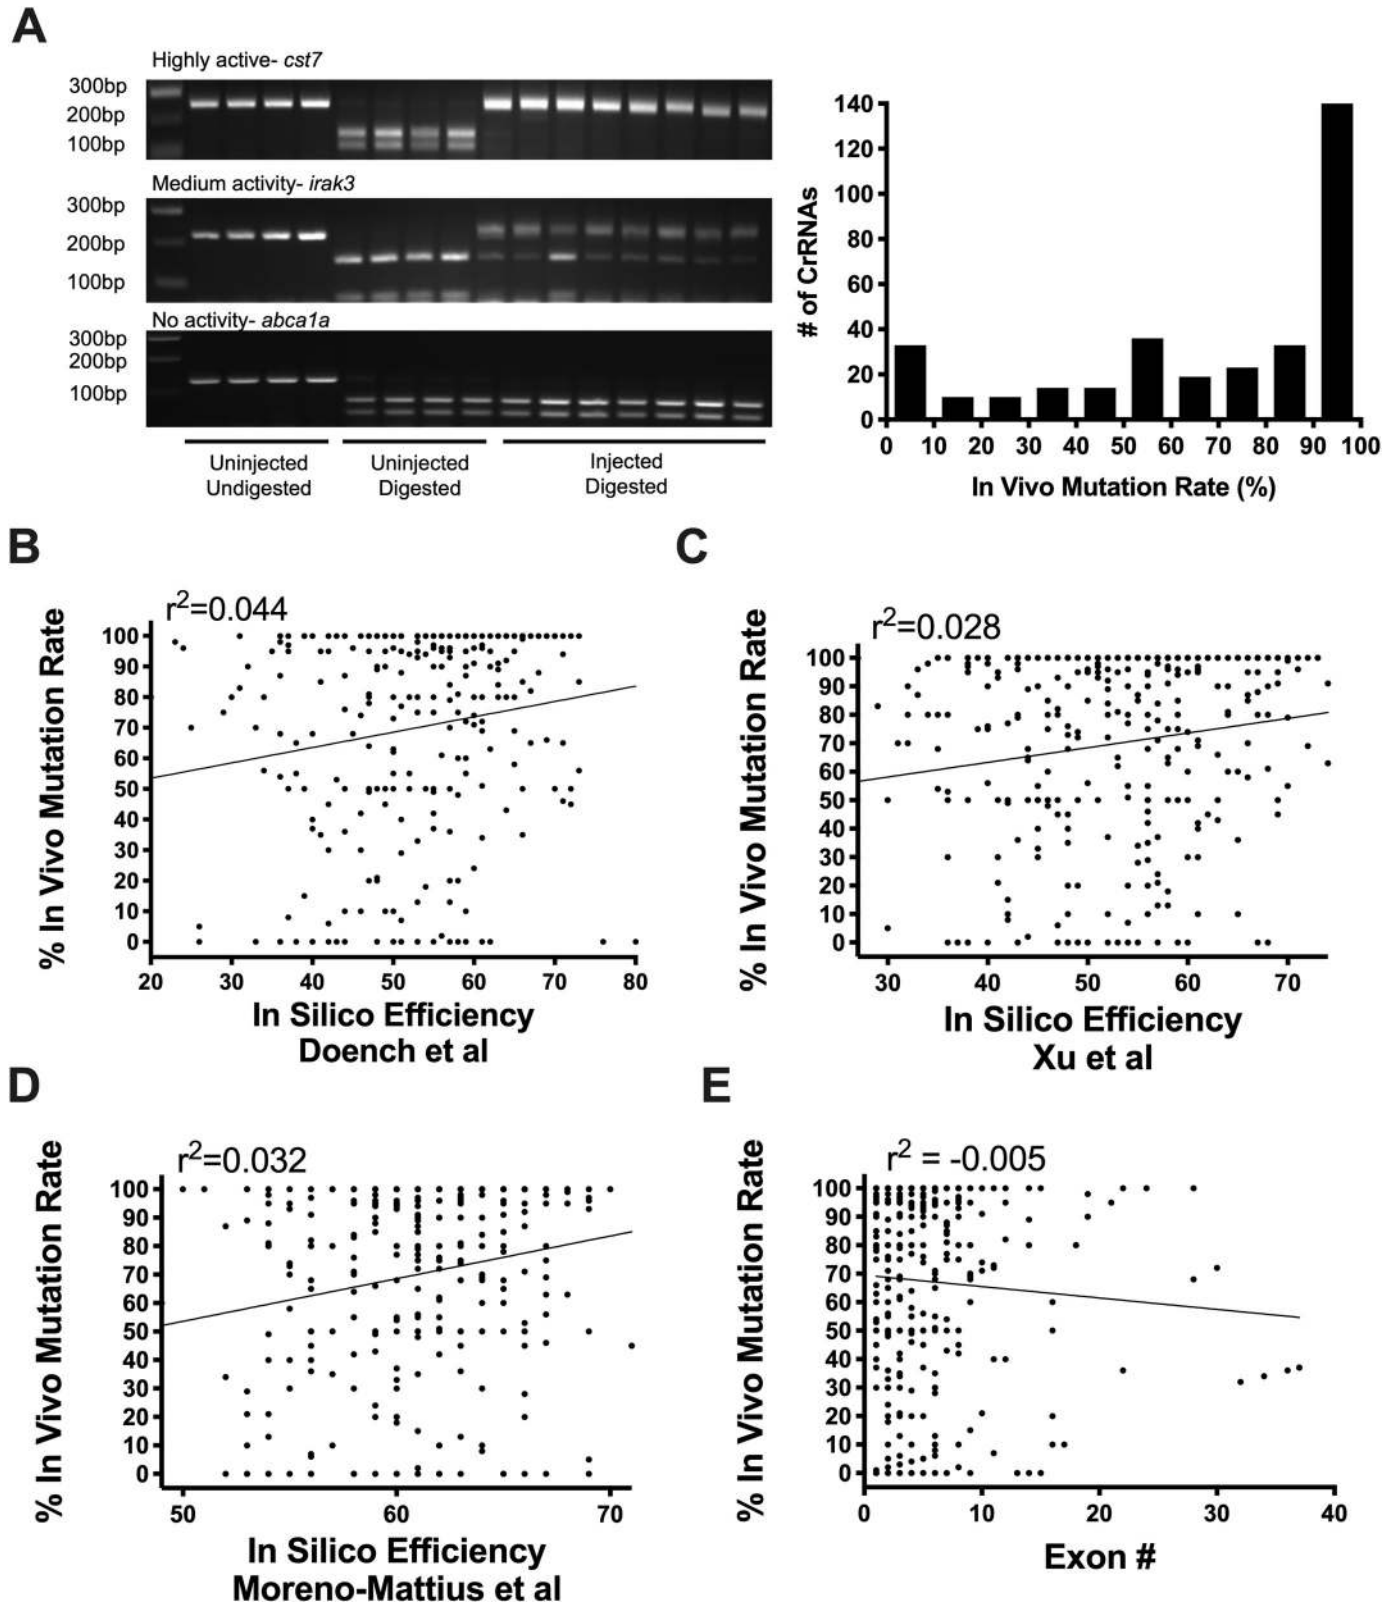 A
Highly active- cst7
300bp
200bp
100bp
Medium activity- irak3
300bp
200bp
100bp
No activity- abca1a
300bp
200bp
100bp
Uninjected
Undigested
Uninjected
Digested
Injected
Digested
# of CrRNAs
140
120
100
80
60
40
20
0
0 10 20 30 40 50 60 70 80 90 100
In Vivo Mutation Rate (%)
B
r2=0.044
% In Vivo Mutation Rate
100
90
80
70
60
50
40
30
20
10
0
20 30 40 50 60 70 80
In Silico Efficiency
Doench et al
C
r2=0.028
% In Vivo Mutation Rate
100
90
80
70
60
50
40
30
20
10
0
30 40 50 60 70
In Silico Efficiency
Xu et al
D
r2=0.032
% In Vivo Mutation Rate
100
90
80
70
60
50
40
30
20
10
0
50 60 70
In Silico Efficiency
Moreno-Mattius et al
E
r2 = -0.005
% In Vivo Mutation Rate
100
90
80
70
60
50
40
30
20
10
0
0 10 20 30 40
Exon #